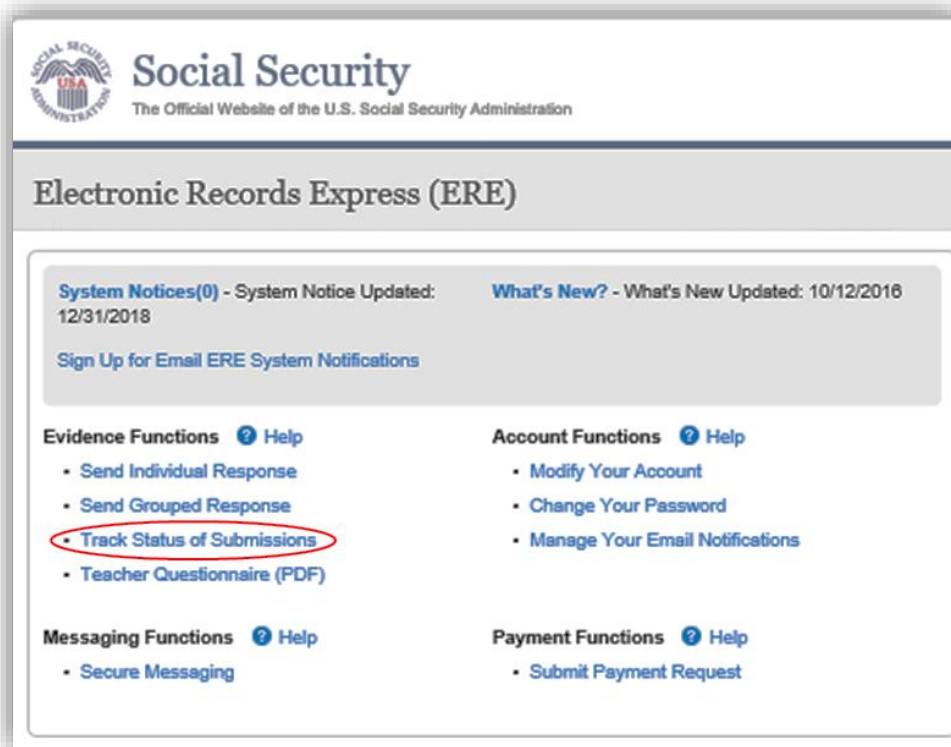 SOCIAL SECURITY ADMINISTRATION
USA
Social Security
The Official Website of the U.S. Social Security Administration
Electronic Records Express (ERE)
System Notices(0) - System Notice Updated:
12/31/2018
What's New? - What's New Updated: 10/12/2016
Sign Up for Email ERE System Notifications
Evidence Functions ? Help
• Send Individual Response
• Send Grouped Response
• Track Status of Submissions
• Teacher Questionnaire (PDF)
Account Functions ? Help
• Modify Your Account
• Change Your Password
• Manage Your Email Notifications
Messaging Functions ? Help
• Secure Messaging
Payment Functions ? Help
• Submit Payment Request